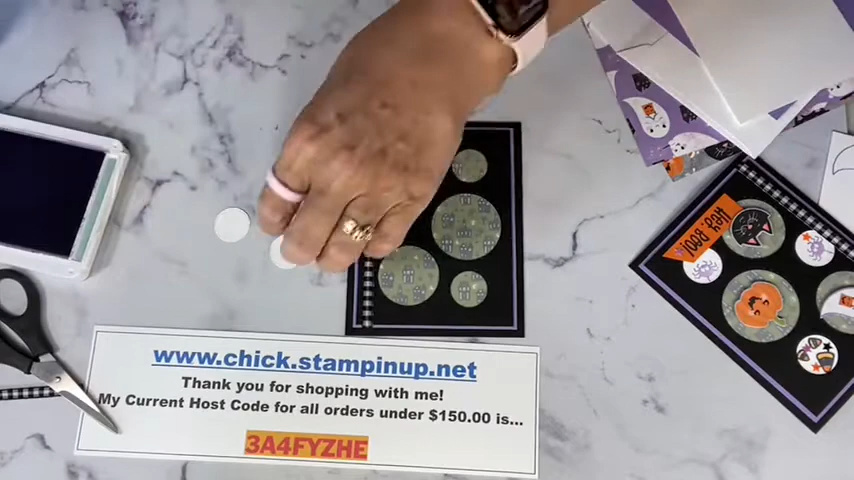 HEY, BOO!
www.chick.stampinup.net
Thank you for shopping with me!
My Current Host Code for all orders under $150.00 is...
3A4FYZHE